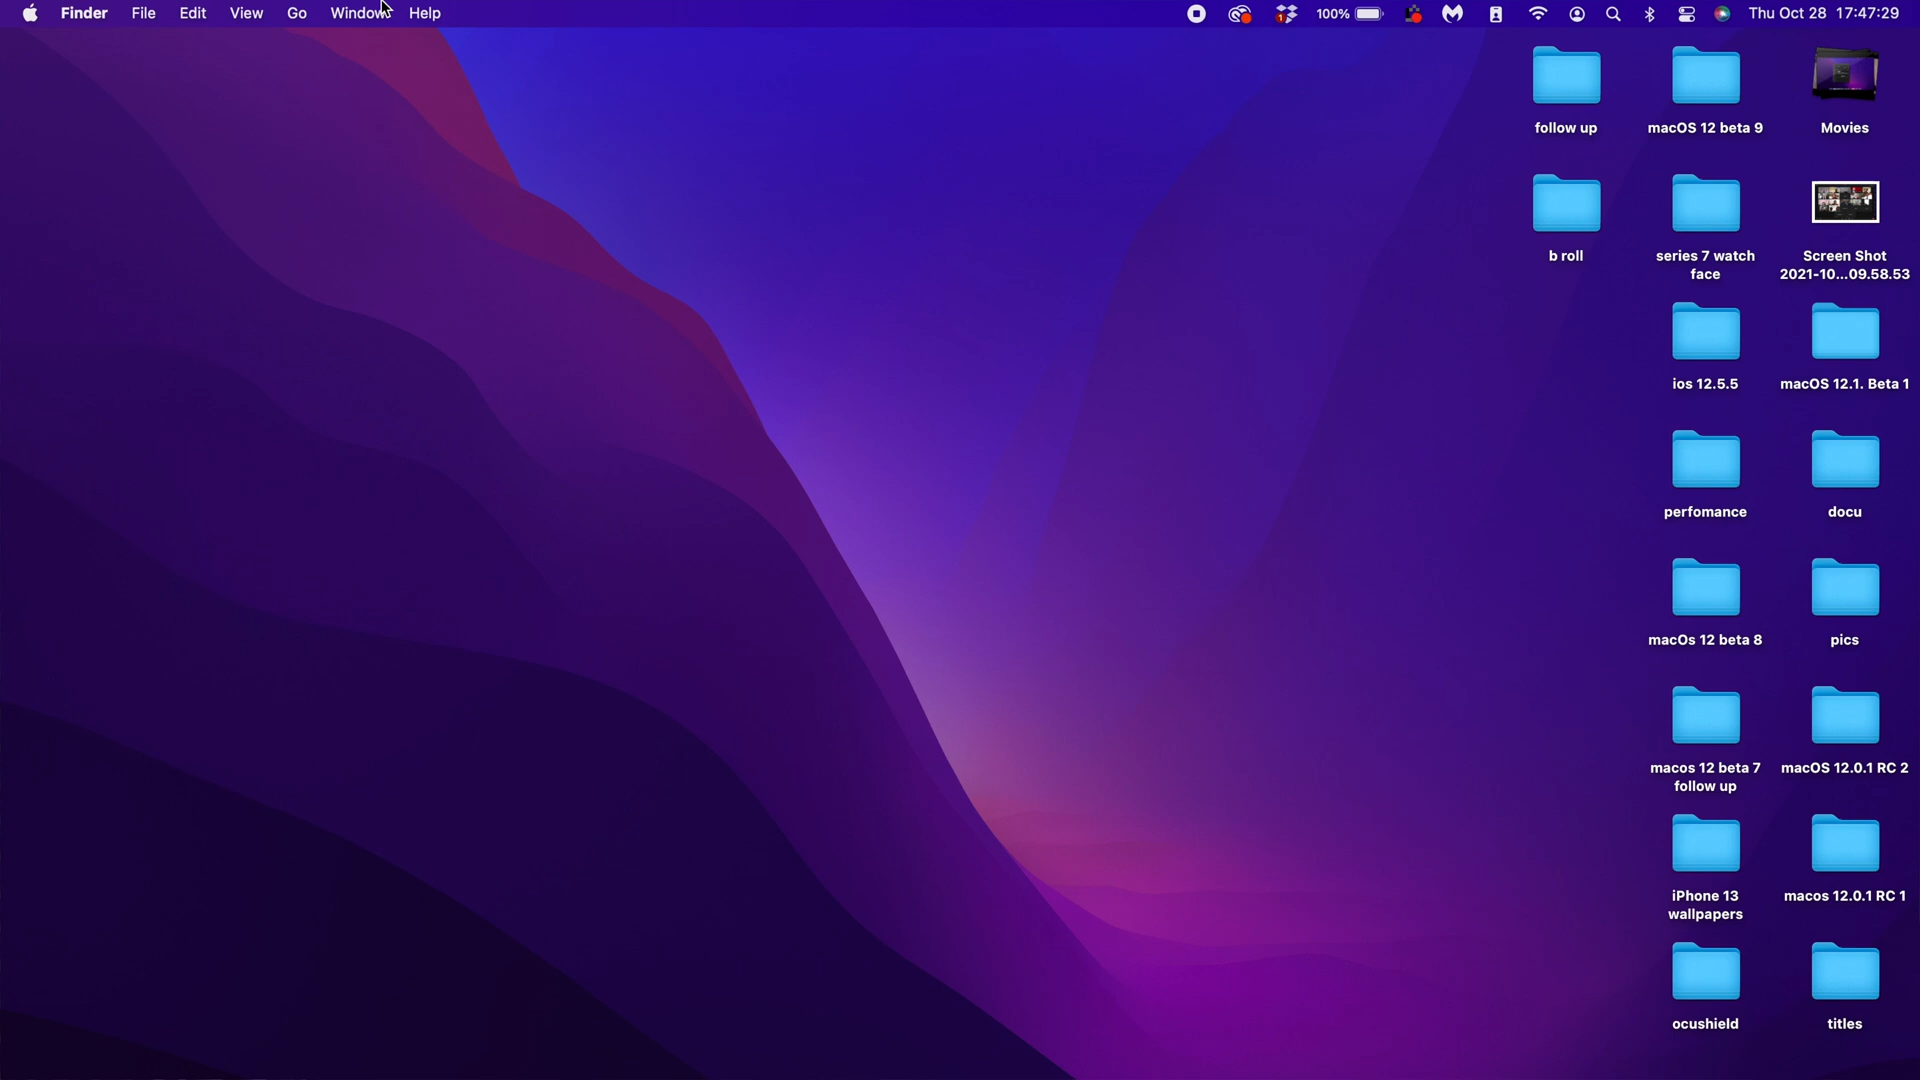 Finder File Edit View Go Window Help 100% Thu Oct 28 17:47:29
follow up
macOS 12 beta 9
Movies
b roll
series 7 watch
face
Screen Shot
2021-10...09.58.53
ios 12.5.5
macOS 12.1. Beta 1
perfomance
docu
macOs 12 beta 8
pics
macos 12 beta 7
follow up
macOS 12.0.1 RC 2
iPhone 13
wallpapers
macos 12.0.1 RC 1
ocushield
titles